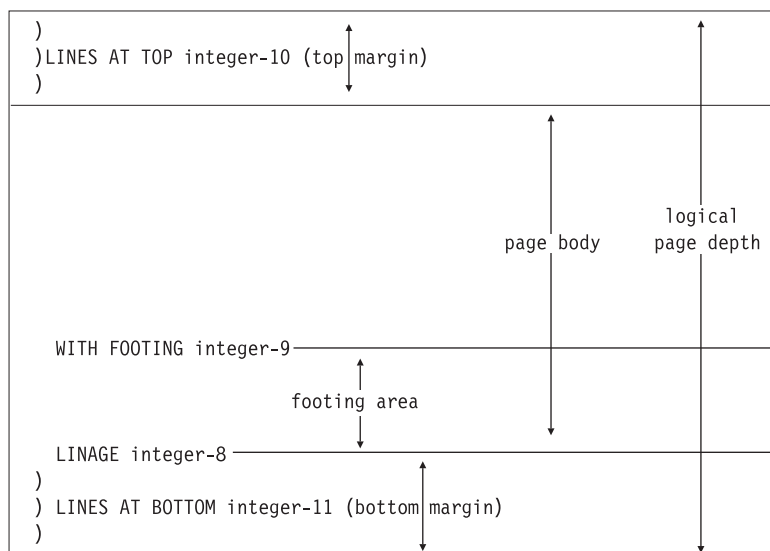 )
)LINES AT TOP integer-10 (top margin)
)
logical
page body
page depth
WITH FOOTING integer-9
footing area
LINAGE integer-8
)
) LINES AT BOTTOM integer-11 (bottom margin)
)